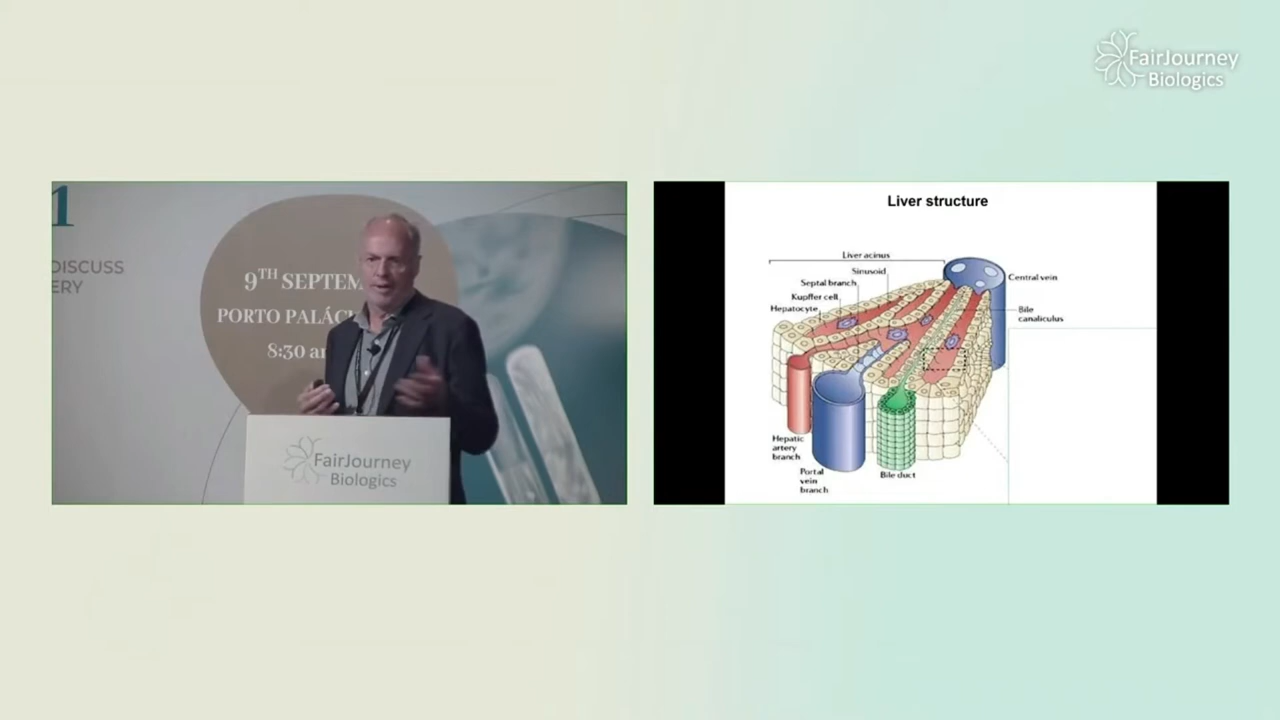 FairJourney
Biologics
1
DISCUSS
ERY
9TH SEPTEM
PORTO PALÁC
8:30 a
FairJourney
Biologics
Liver structure
Liver acinus
Sinusoid
Septal branch
Kupffer cell
Hepatocyte
Central vein
Bile
canaliculus
Hepatic
artery
branch
Portal
vein
branch
Bile duct